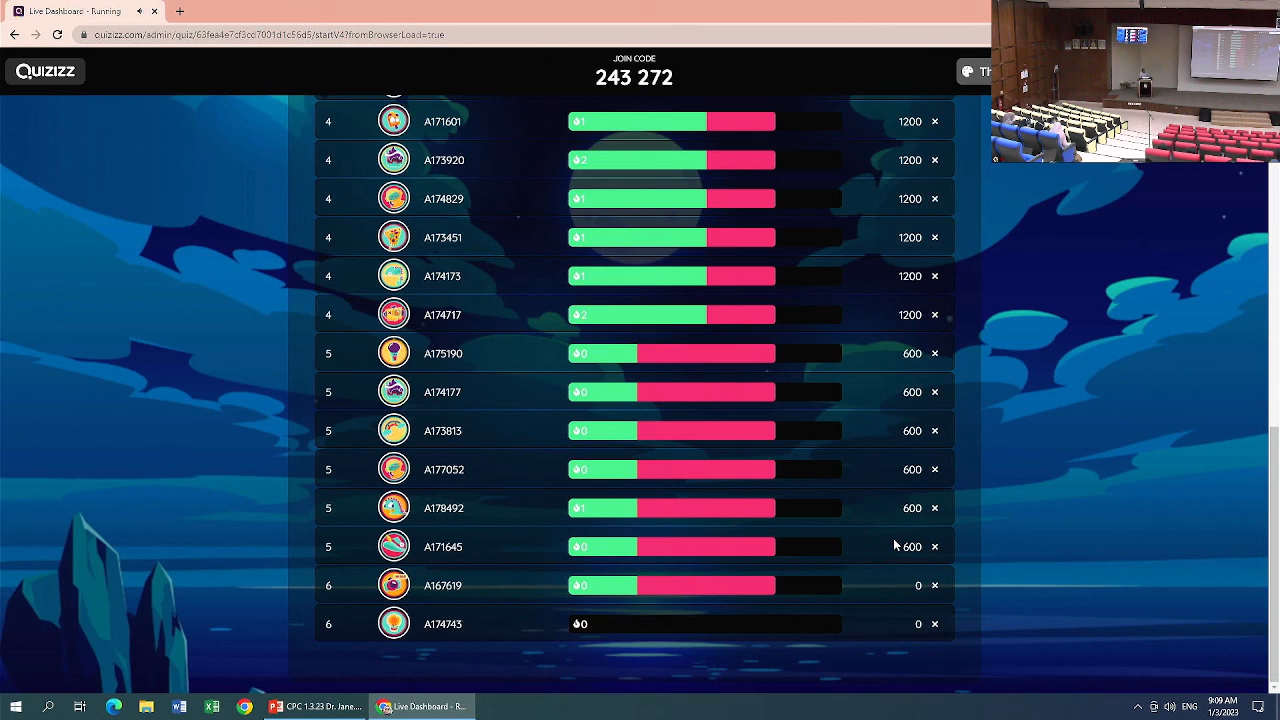 Live Dashboard - Running
quizizz.com/admin/quiz/63fea4e7cf3cd7001d1c56d5/startV4?from=t
Quizizz
JOIN CODE
243 272
Th
4 A171601 1 1200 ×
4 2 1200 ×
4 A174829 1 1200 ×
4 A173451 1 1200 ×
4 A174173 1 1200 ×
4 A174717 2 1200 ×
5 A175190 0 600 ×
5 A174177 0 600 ×
5 A173813 0 600 ×
5 A177052 0 600 ×
5 A178492 1 600 ×
5 A171645 0 600 ×
6 A167619 0 0 ×
6 A174743 0 0 ×
CPC 1.3.23 Dr. Jane...
Live Dashboard - R...
ENG
9:09 AM
1/3/2023